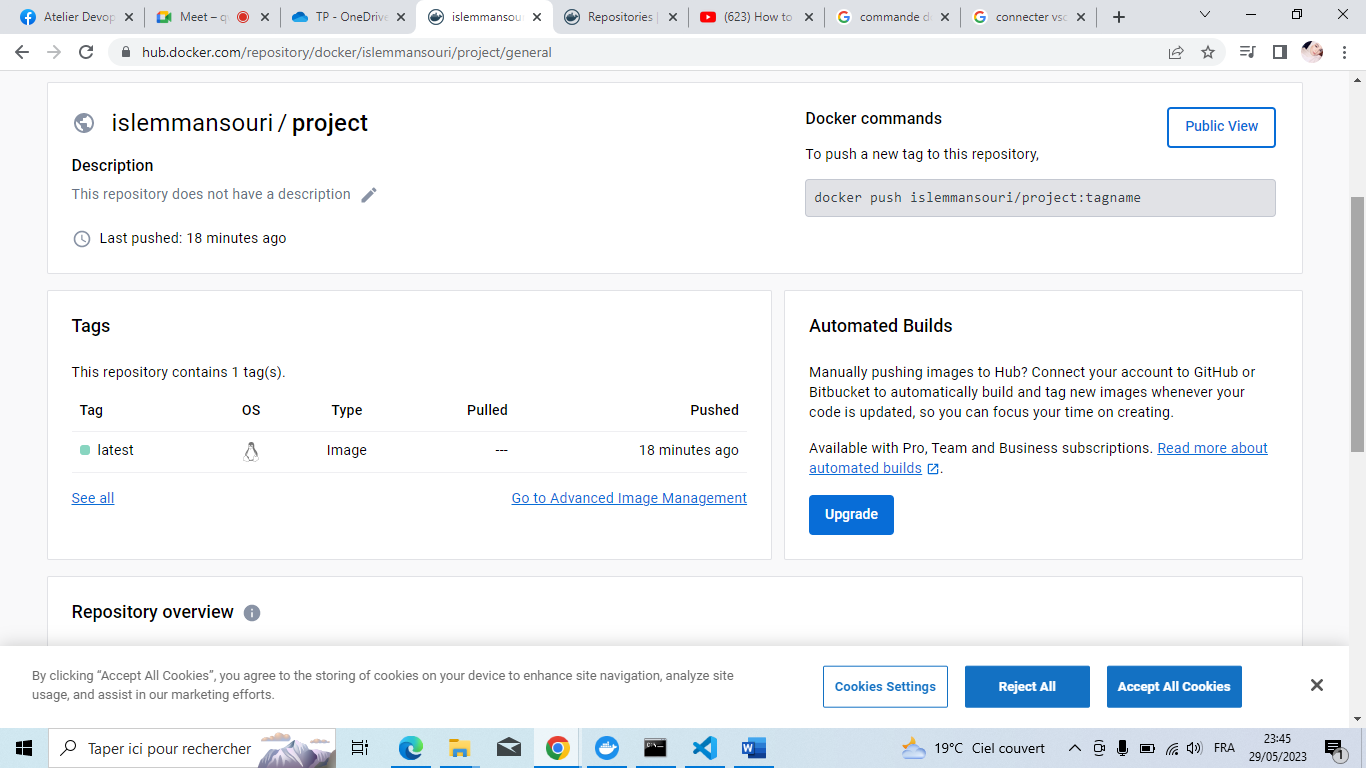 Atelier Devop
Meet – q
TP - OneDrive
islemmansou
Repositories |
(623) How to
commande d
connecter vsc
hub.docker.com/repository/docker/islemmansouri/project/general
islemmansouri / project
Description
This repository does not have a description
Last pushed: 18 minutes ago
Docker commands
Public View
To push a new tag to this repository,
docker push islemmansouri/project:tagname
Tags
This repository contains 1 tag(s).
Tag OS Type Pulled Pushed
latest Image --- 18 minutes ago
See all Go to Advanced Image Management
Automated Builds
Manually pushing images to Hub? Connect your account to GitHub or
Bitbucket to automatically build and tag new images whenever your
code is updated, so you can focus your time on creating.
Available with Pro, Team and Business subscriptions. Read more about
automated builds .
Upgrade
Repository overview
By clicking “Accept All Cookies”, you agree to the storing of cookies on your device to enhance site navigation, analyze site
usage, and assist in our marketing efforts.
Cookies Settings
Reject All
Accept All Cookies
Taper ici pour rechercher
19°C Ciel couvert
FRA
23:45
29/05/2023
1